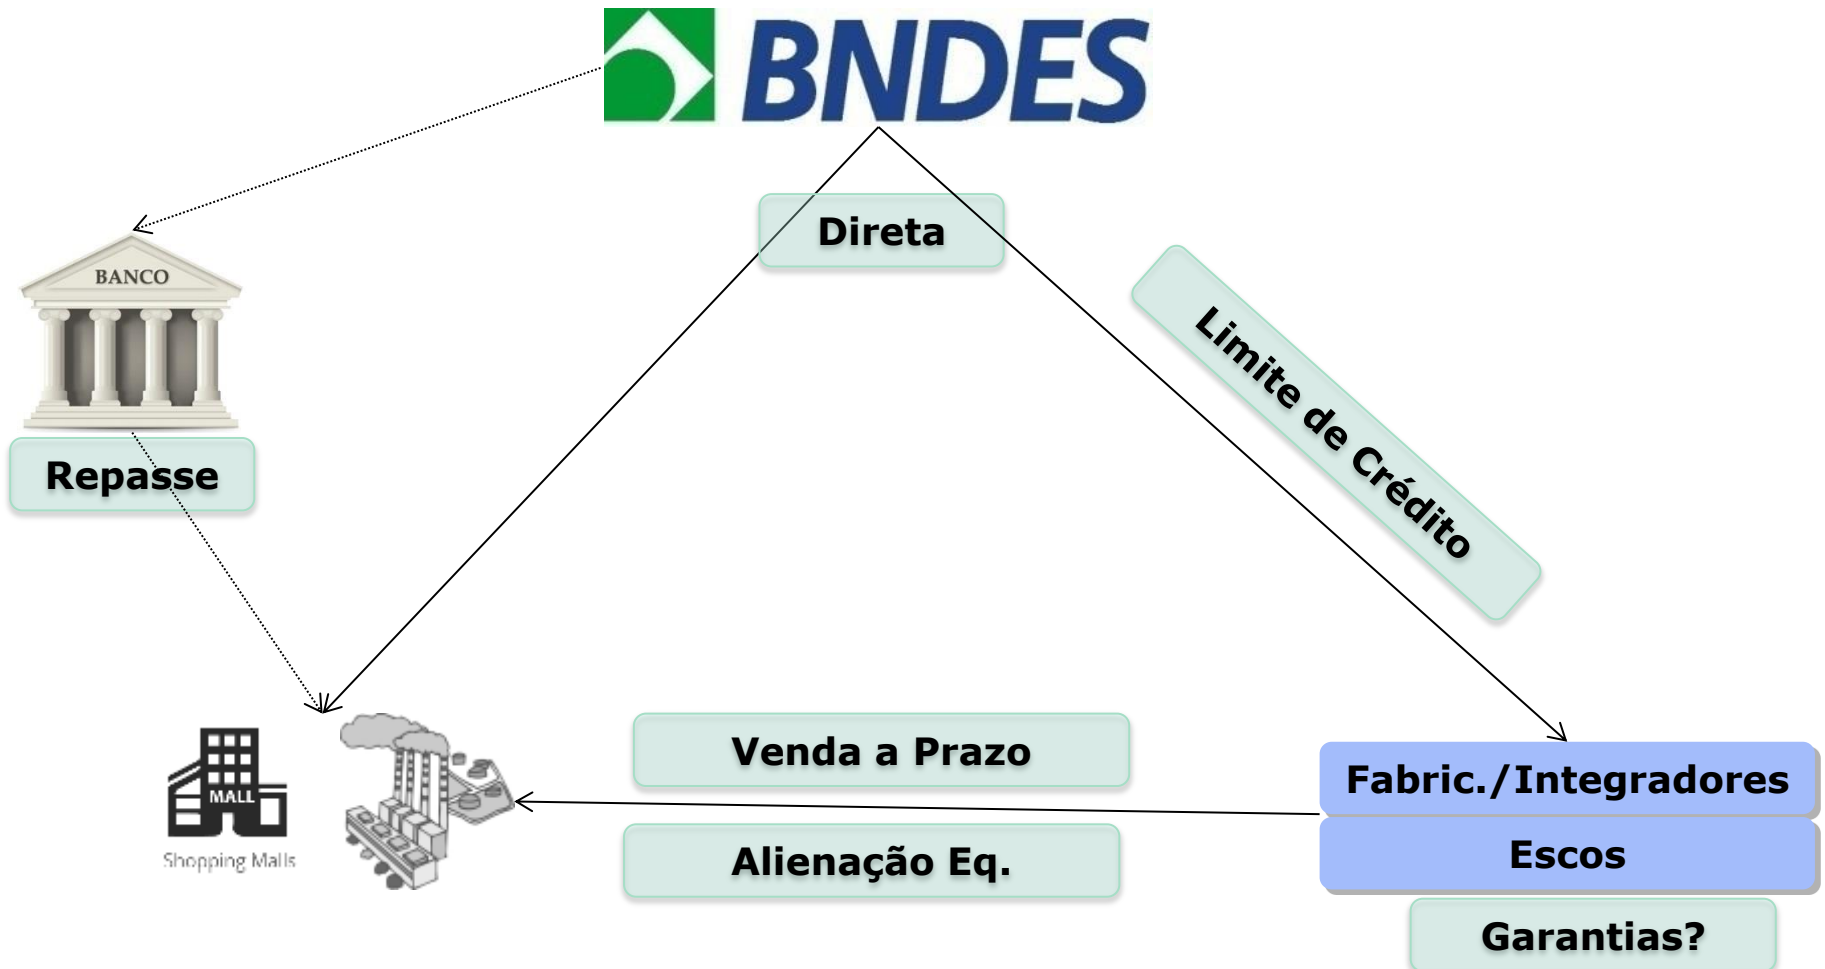 BNDES
Direta
BANCO
Limite de Crédito
Repasse
Venda a Prazo
MALL
Fabric./Integradores
Shopping Malls
Alienação Eq.
Escos
Garantias?